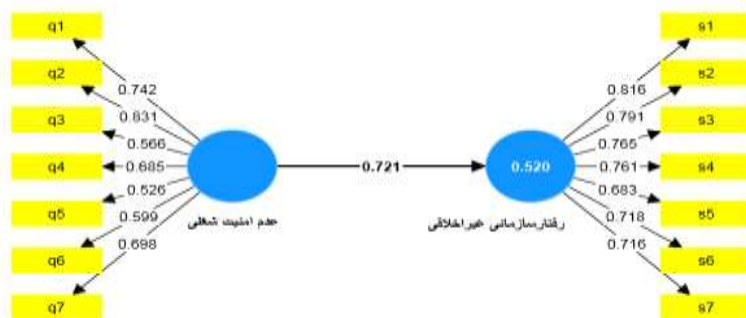 q1
q2
q3
q4
q5
q6
q7
0.742
0.831
0.566
0.685
0.526
0.599
0.698
عدم امنیت شغلی
0.721
0.520
رفتارسازمانی غیراخلاقی
0.816
0.791
0.765
0.761
0.683
0.718
0.716
s1
s2
s3
s4
s5
s6
s7